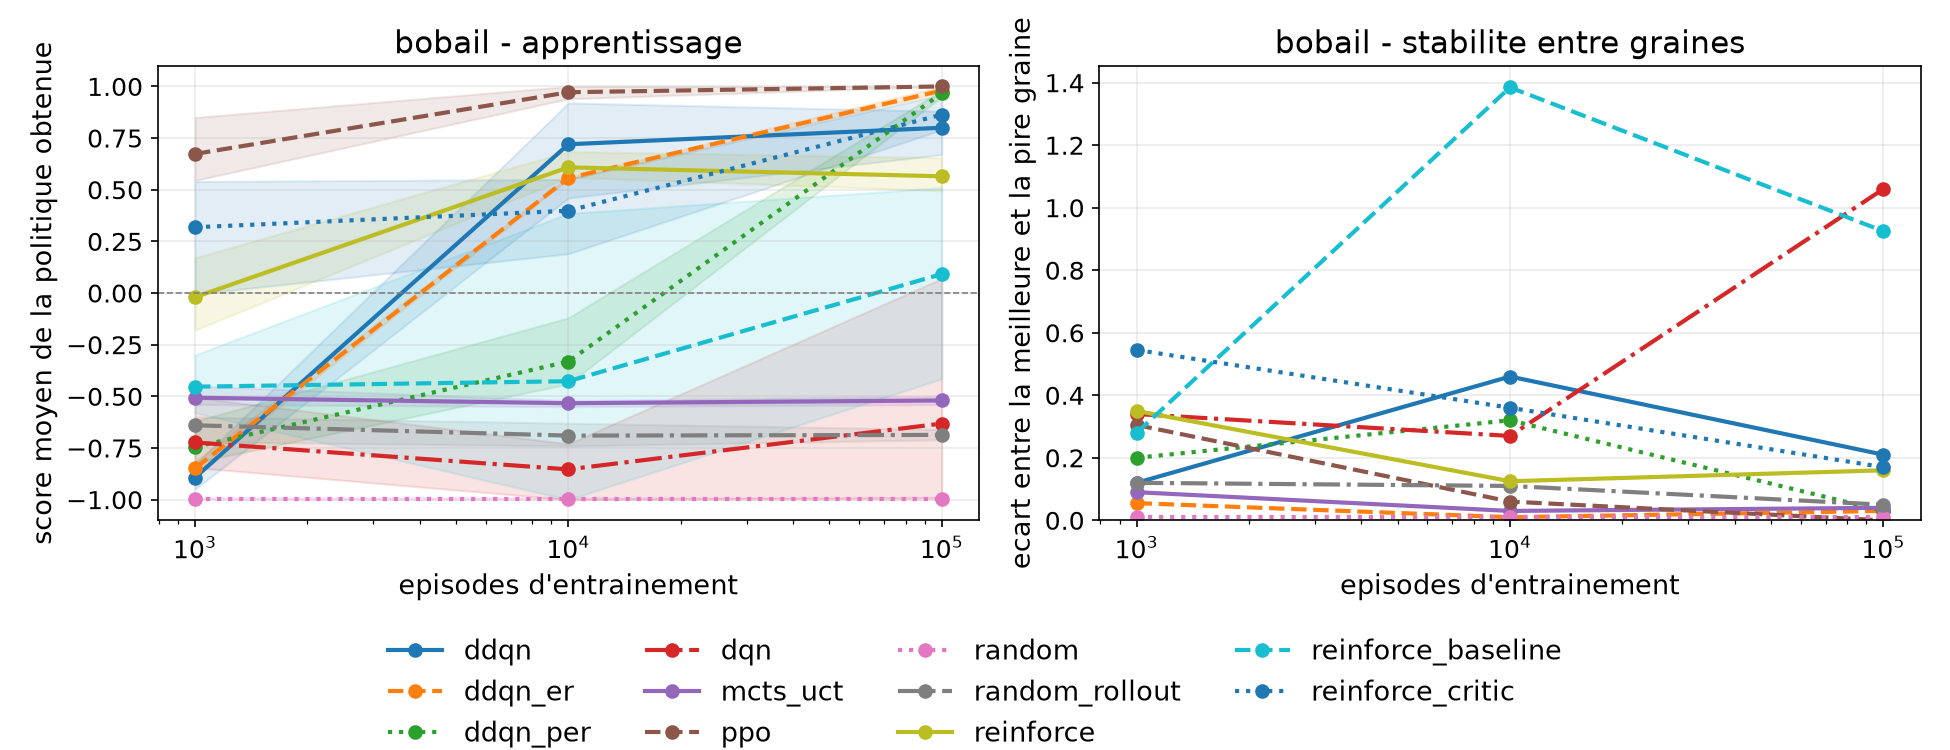 bobail - apprentissage
score moyen de la politique obtenue
1.00
0.75
0.50
0.25
0.00
−0.25
−0.50
−0.75
−1.00
10³
10⁴
10⁵
episodes d'entrainement
bobail - stabilite entre graines
ecart entre la meilleure et la pire graine
1.4
1.2
1.0
0.8
0.6
0.4
0.2
0.0
10³
10⁴
10⁵
episodes d'entrainement
ddqn
ddqn_er
ddqn_per
dqn
mcts_uct
ppo
random
random_rollout
reinforce
reinforce_baseline
reinforce_critic